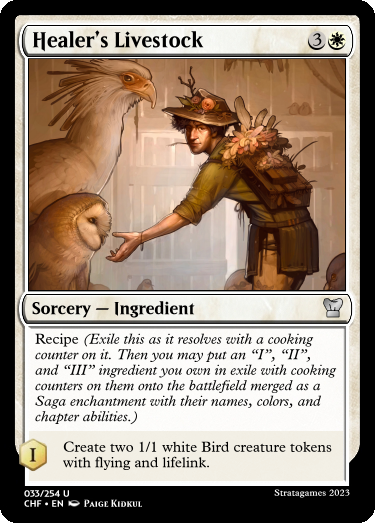 Healer's Livestock 3
Sorcery — Ingredient
Recipe (Exile this as it resolves with a cooking
counter on it. Then you may put an “I”, “II”,
and “III” ingredient you own in exile with cooking
counters on them onto the battlefield merged as a
Saga enchantment with their names, colors, and
chapter abilities.)
I Create two 1/1 white Bird creature tokens
with flying and lifelink.
033/254 U Stratagames 2023
CHF • EN Paige Kidkul